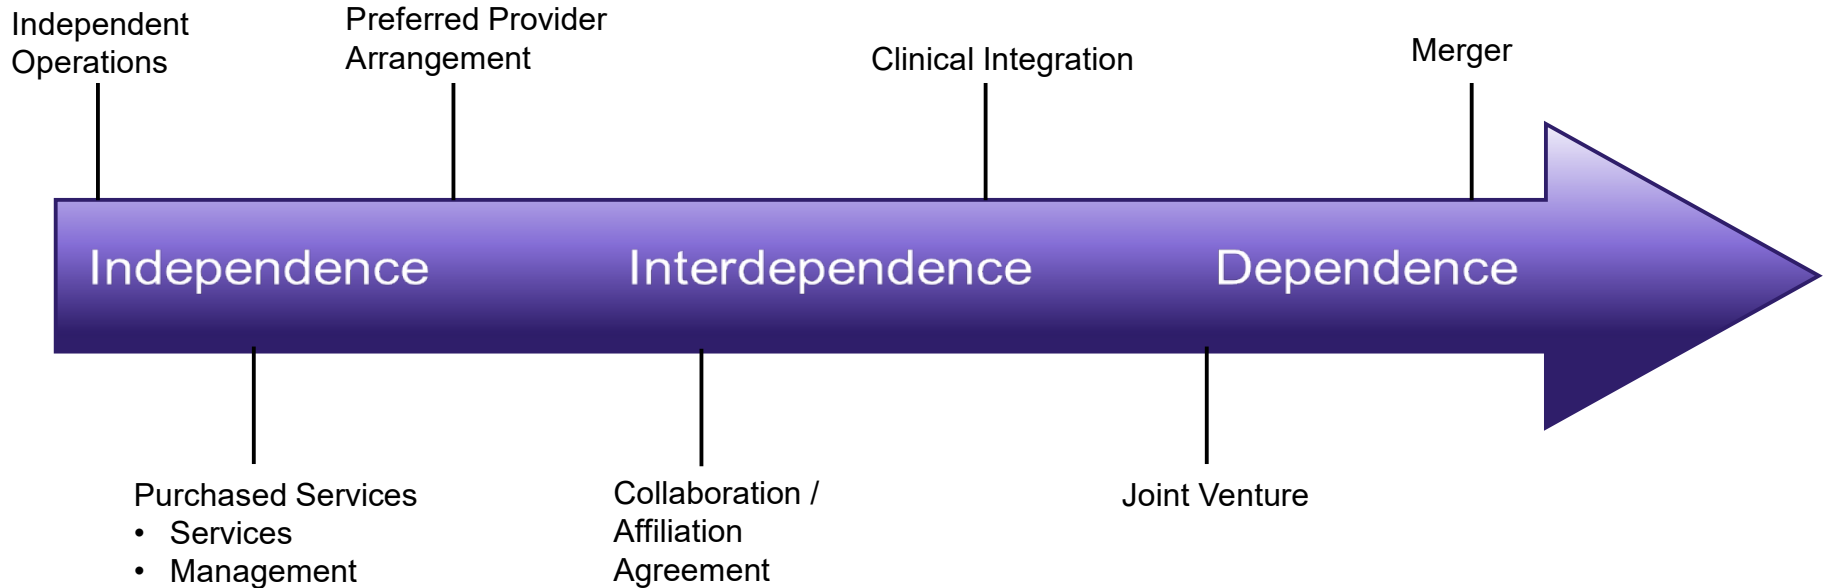 Independent
Operations
Preferred Provider
Arrangement
Clinical Integration
Merger
Independence
Interdependence
Dependence
Purchased Services
• Services
• Management
Collaboration /
Affiliation
Agreement
Joint Venture